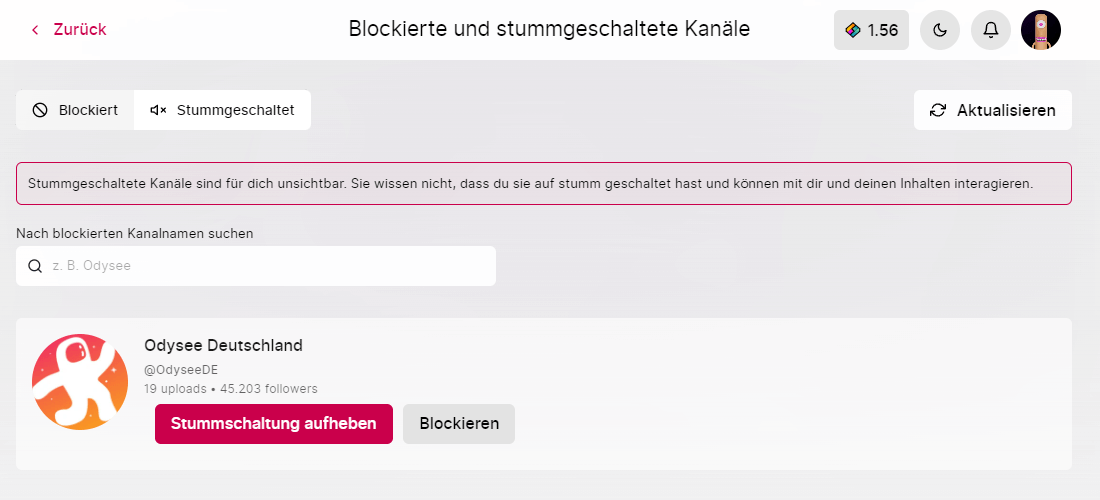 Zurück
Blockierte und stummgeschaltete Kanäle
1.56
Blockiert
Stummgeschaltet
Aktualisieren
Stummgeschaltete Kanäle sind für dich unsichtbar. Sie wissen nicht, dass du sie auf stumm geschaltet hast und können mit dir und deinen Inhalten interagieren.
Nach blockierten Kanalnamen suchen
z. B. Odysee
Odysee Deutschland
@OdyseeDE
19 uploads • 45.203 followers
Stummschaltung aufheben
Blockieren